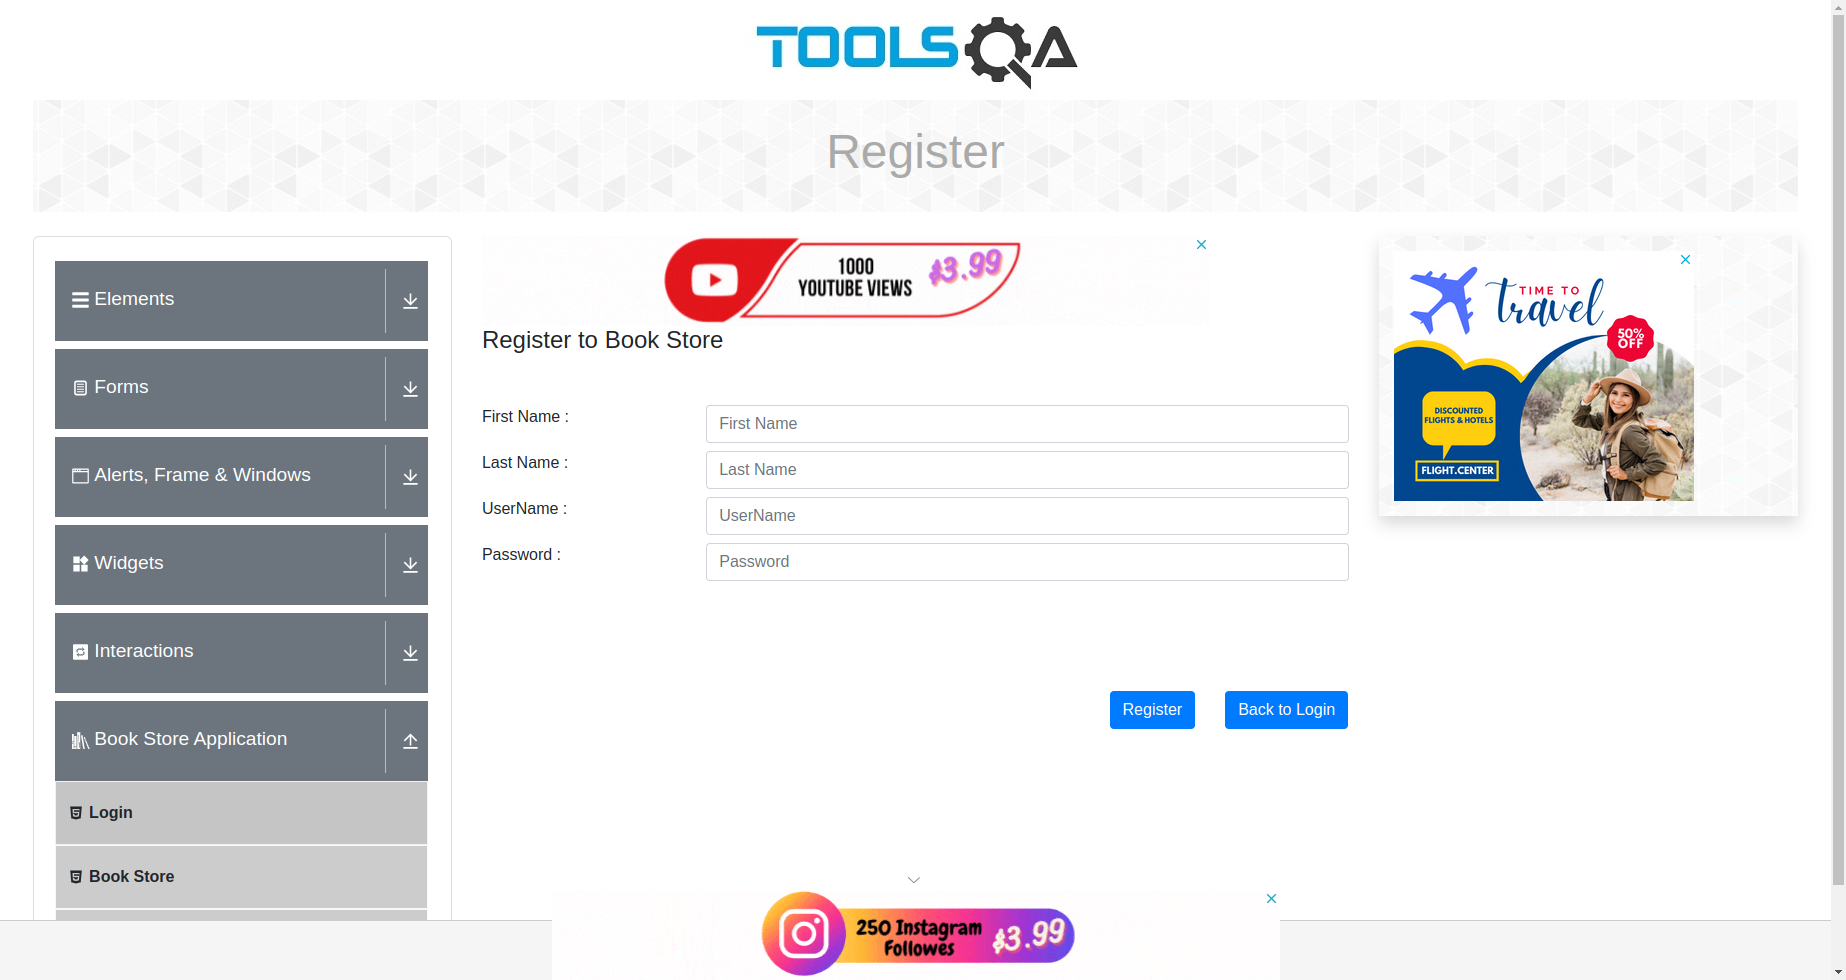 TOOLSQA
Register
Elements
Forms
Alerts, Frame & Windows
Widgets
Interactions
Book Store Application
Login
Book Store
1000
YOUTUBE VIEWS
$3.99
Register to Book Store
First Name :
First Name
Last Name :
Last Name
UserName :
UserName
Password :
Password
Register
Back to Login
TIME TO
travel
50%
OFF
DISCOUNTED
FLIGHTS & HOTELS
FLIGHT.CENTER
250 Instagram
Followes
$3.99